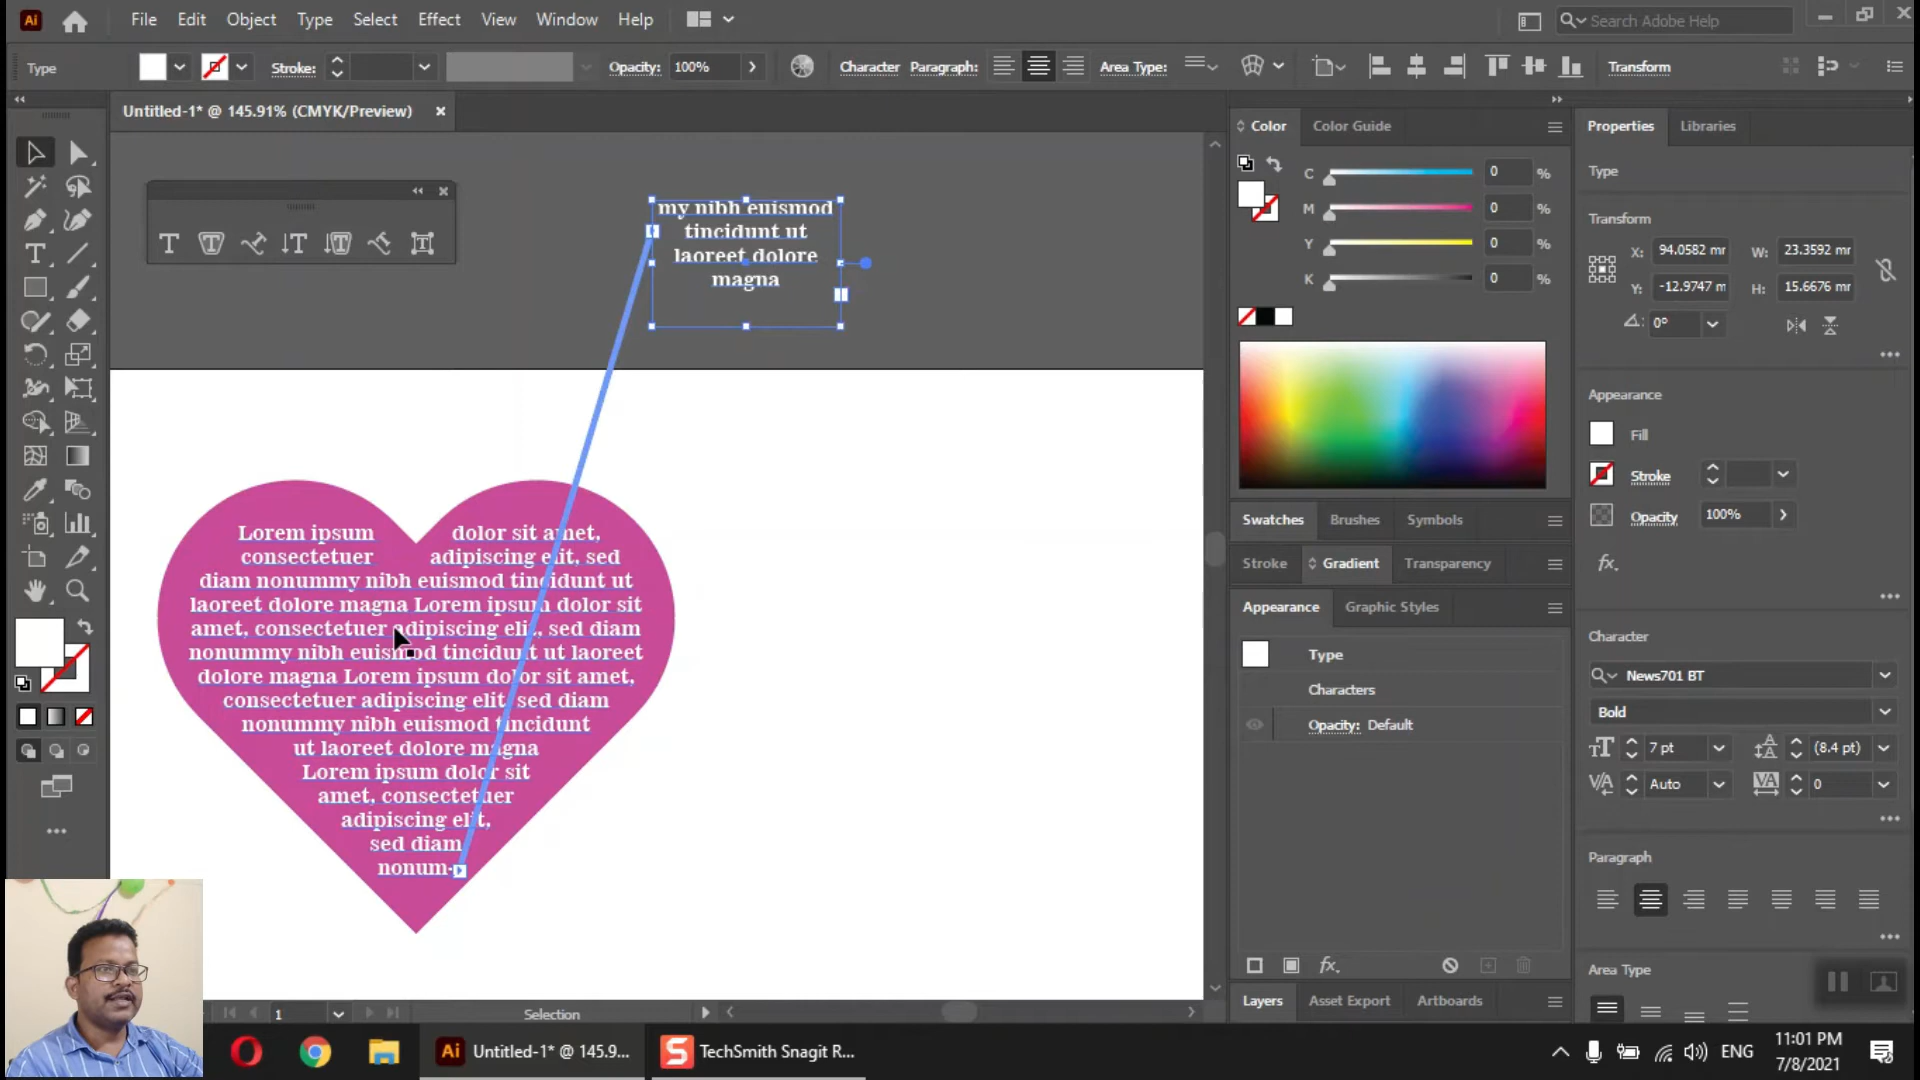 Ai File Edit Object Type Select Effect View Window Help Search Adobe Help
Type Stroke: Opacity: 100% Character Paragraph: Area Type: Transform
Untitled-1* @ 145.91% (CMYK/Preview)
my nibh euismod
tincidunt ut
laoreet dolore
magna
Lorem ipsum dolor sit amet,
consectetuer adipiscing elit, sed
diam nonummy nibh euismod tincidunt ut
laoreet dolore magna Lorem ipsum dolor sit
amet, consectetuer adipiscing elit, sed diam
nonummy nibh euismod tincidunt ut laoreet
dolore magna Lorem ipsum dolor sit amet,
consectetuer adipiscing elit, sed diam
nonummy nibh euismod tincidunt
ut laoreet dolore magna
Lorem ipsum dolor sit
amet, consectetuer
adipiscing elit,
sed diam
nonum-
1 Selection
Color Color Guide
C 0 %
M 0 %
Y 0 %
K 0 %
Swatches Brushes Symbols
Stroke Gradient Transparency
Appearance Graphic Styles
Type
Characters
Opacity: Default
fx.
Layers Asset Export Artboards
Properties Libraries
Type
Transform
X: 94.0582 mr W: 23.3592 mr
Y: -12.9747 m H: 15.6676 mr
0°
Appearance
Fill
Stroke
Opacity 100%
fx.
Character
News701 BT
Bold
7 pt (8.4 pt)
Auto 0
Paragraph
Area Type
Ai Untitled-1* @ 145.9... S TechSmith Snagit R... ENG 11:01 PM
7/8/2021